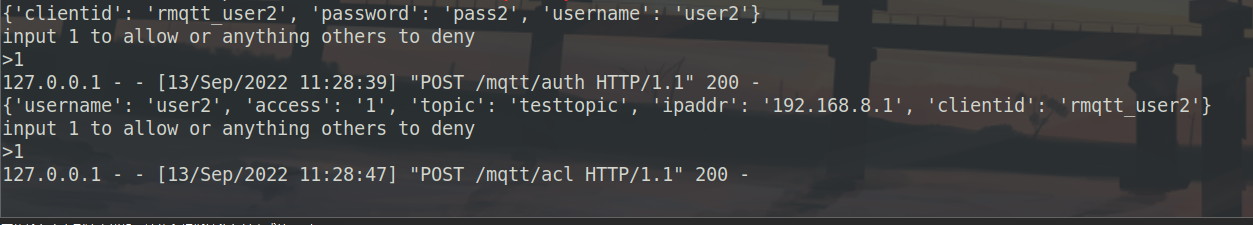 {'clientid': 'rmqtt_user2', 'password': 'pass2', 'username': 'user2'}
input 1 to allow or anything others to deny
>1
127.0.0.1 - - [13/Sep/2022 11:28:39] "POST /mqtt/auth HTTP/1.1" 200 -
{'username': 'user2', 'access': '1', 'topic': 'testtopic', 'ipaddr': '192.168.8.1', 'clientid': 'rmqtt_user2'}
input 1 to allow or anything others to deny
>1
127.0.0.1 - - [13/Sep/2022 11:28:47] "POST /mqtt/acl HTTP/1.1" 200 -